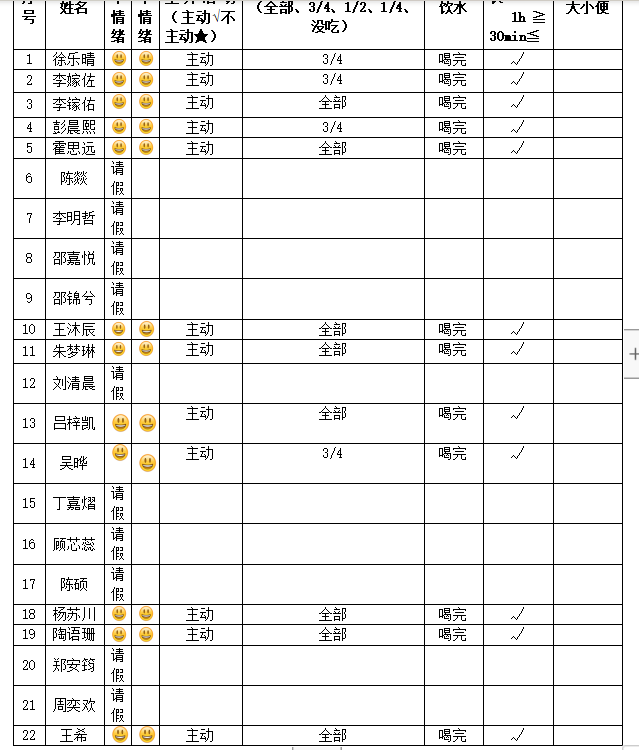 序号 姓名 情绪 情绪 （主动√不主动★） （全部、3/4、1/2、1/4、没吃） 饮水 1h ≧ 30min≦ 大小便
1 徐乐晴 主动 3/4 喝完 √
2 李嫁佐 主动 3/4 喝完 √
3 李镓佑 主动 全部 喝完 √
4 彭晨熙 主动 3/4 喝完 √
5 霍思远 主动 全部 喝完 √
6 陈燚 请假
7 李明哲 请假
8 邵嘉悦 请假
9 邵锦兮 请假
10 王沐辰 主动 全部 喝完 √
11 朱梦琳 主动 全部 喝完 √
12 刘清晨 请假
13 吕梓凯 主动 全部 喝完 √
14 吴晔 主动 3/4 喝完 √
15 丁嘉熠 请假
16 顾芯蕊 请假
17 陈硕 请假
18 杨苏川 主动 全部 喝完 √
19 陶语珊 主动 全部 喝完 √
20 郑安筠 请假
21 周奕欢 请假
22 王希 主动 全部 喝完 √